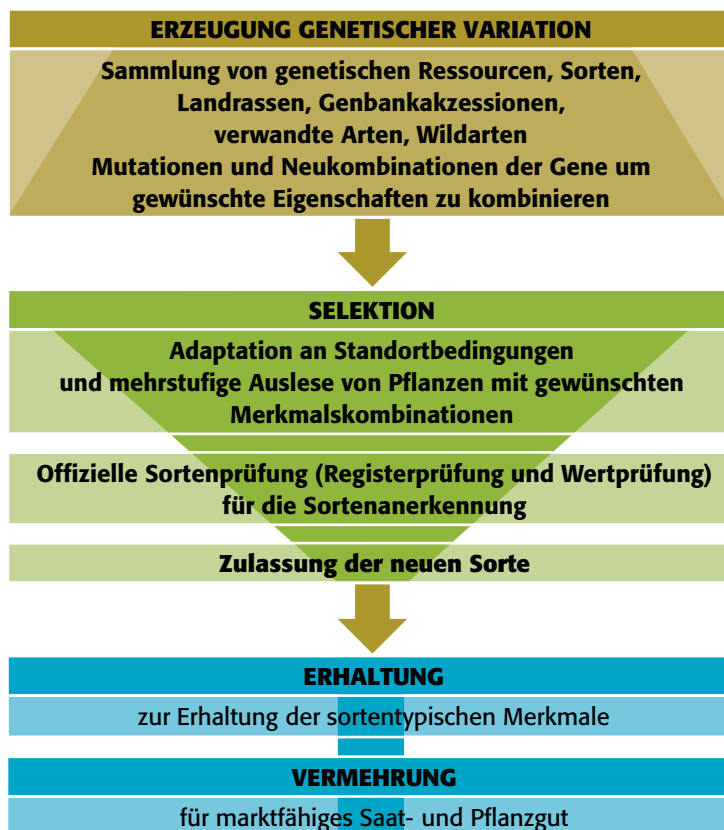 ERZEUGUNG GENETISCHER VARIATION
Sammlung von genetischen Ressourcen, Sorten,
Landrassen, Genbankakzessionen,
verwandte Arten, Wildarten
Mutationen und Neukombinationen der Gene um
gewünschte Eigenschaften zu kombinieren
SELEKTION
Adaptation an Standortbedingungen
und mehrstufige Auslese von Pflanzen mit gewünschten
Merkmalskombinationen
Offizielle Sortenprüfung (Registerprüfung und Wertprüfung)
für die Sortenanerkennung
Zulassung der neuen Sorte
ERHALTUNG
zur Erhaltung der sortentypischen Merkmale
VERMEHRUNG
für marktfähiges Saat- und Pflanzgut